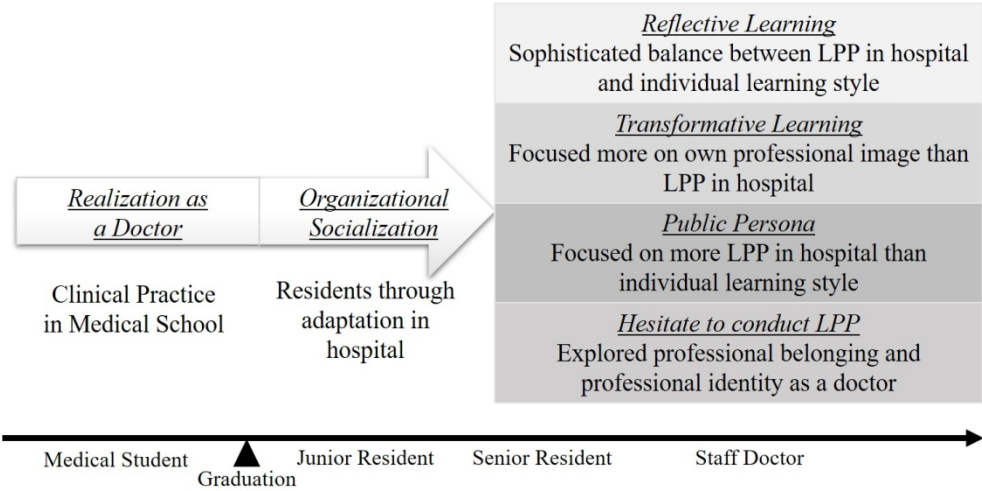 Realization as
a Doctor
Clinical Practice
in Medical School
Organizational
Socialization
Residents through
adaptation in
hospital
Reflective Learning
Sophisticated balance between LPP in hospital
and individual learning style
Transformative Learning
Focused more on own professional image than
LPP in hospital
Public Persona
Focused on more LPP in hospital than
individual learning style
Hesitate to conduct LPP
Explored professional belonging and
professional identity as a doctor
Medical Student
Graduation
Junior Resident
Senior Resident
Staff Doctor